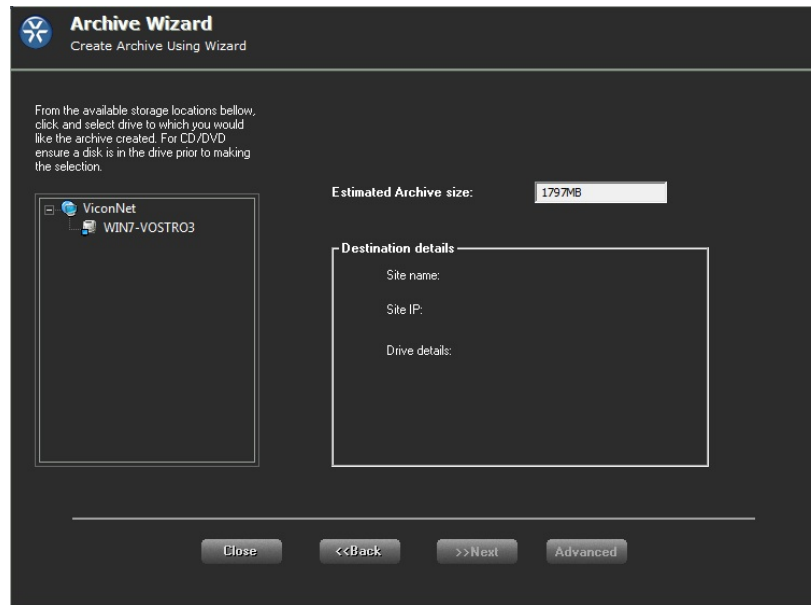 Archive Wizard
Create Archive Using Wizard
From the available storage locations bellow,
click and select drive to which you would
like the archive created. For CD/DVD
ensure a disk is in the drive prior to making
the selection.
ViconNet
WIN7-VOSTRO3
Estimated Archive size: 1797MB
Destination details
Site name:
Site IP:
Drive details:
Close <<Back >>Next Advanced